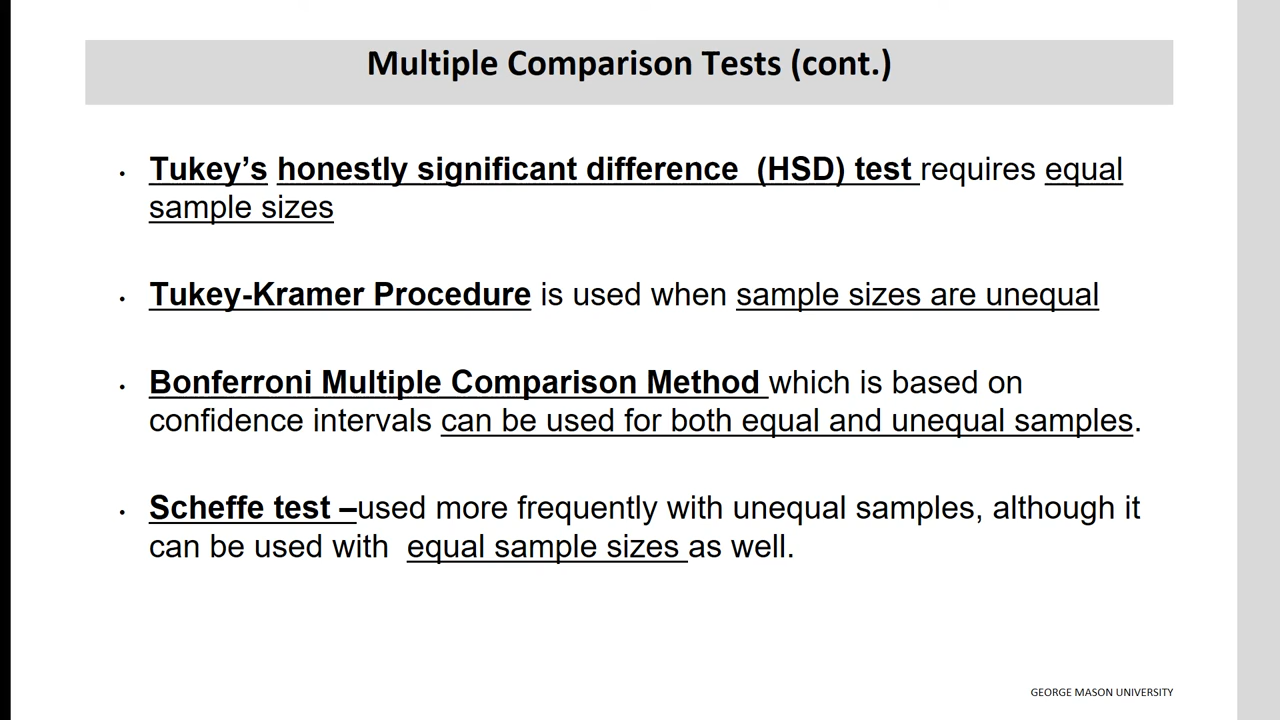 Multiple Comparison Tests (cont.)
• Tukey’s honestly significant difference  (HSD) test requires equal
sample sizes
• Tukey-Kramer Procedure is used when sample sizes are unequal
• Bonferroni Multiple Comparison Method which is based on
confidence intervals can be used for both equal and unequal samples.
• Scheffe test –used more frequently with unequal samples, although it
can be used with  equal sample sizes as well.
GEORGE MASON UNIVERSITY